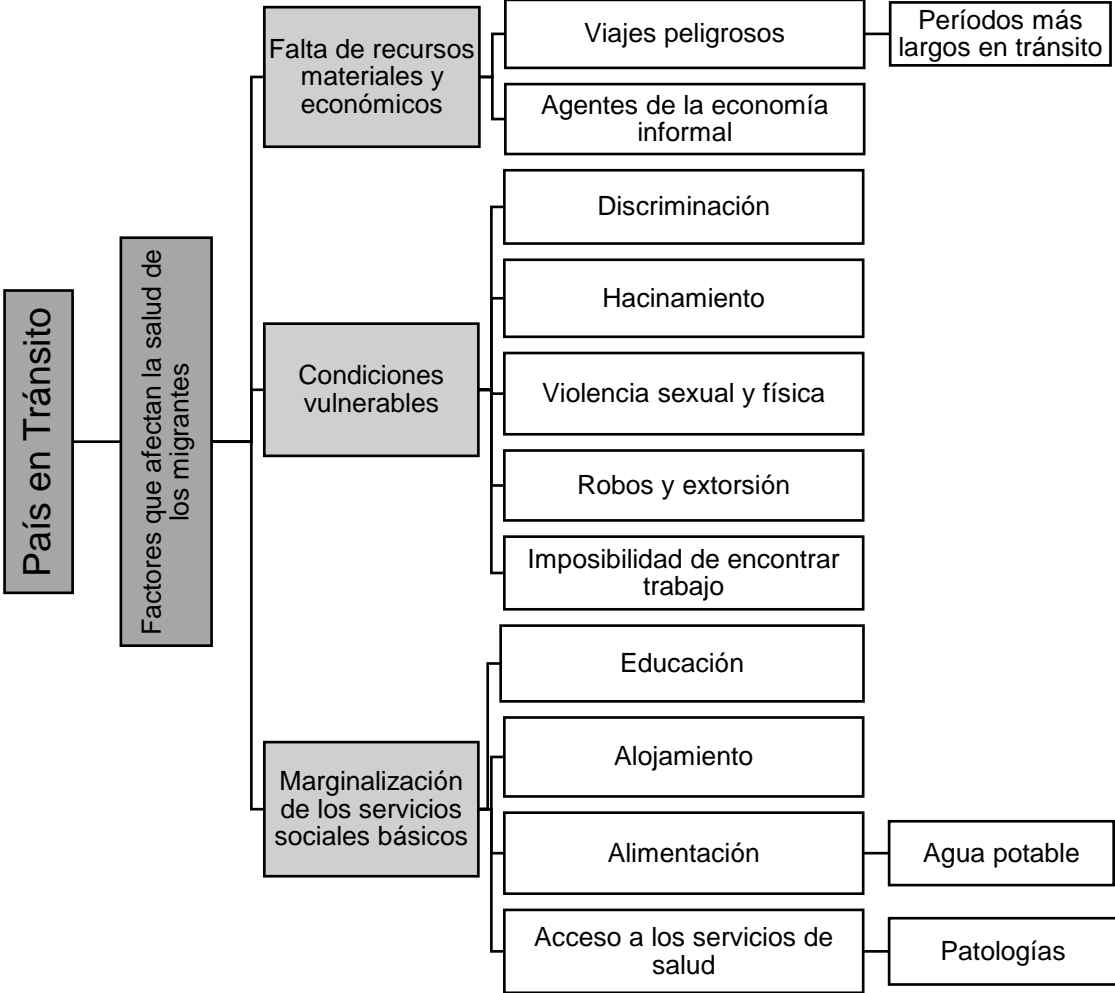 País en Tránsito
Factores que afectan la salud de
los migrantes
Falta de recursos
materiales y
económicos
Viajes peligrosos
Períodos más
largos en tránsito
Agentes de la economía
informal
Condiciones
vulnerables
Discriminación
Hacinamiento
Violencia sexual y física
Robos y extorsión
Imposibilidad de encontrar
trabajo
Marginalización
de los servicios
sociales básicos
Educación
Alojamiento
Alimentación
Agua potable
Acceso a los servicios de
salud
Patologías